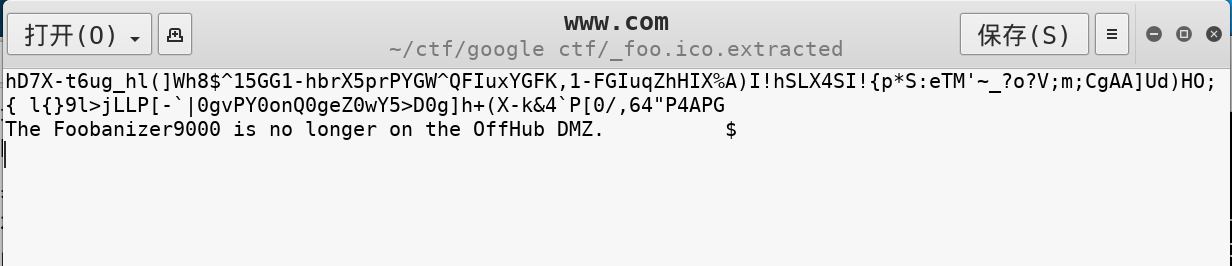 打开(O)
www.com
~/ctf/google ctf/_foo.ico.extracted
保存(S)
hD7X-t6ug_hl(]Wh8$^15GG1-hbrX5prPYGW^QFIuxYGFK,1-FGIuqZhHIX%A)I!hSLX4SI!{p*S:eTM'~_?o?V;m;CgAA]Ud)HO;
{ l{}9l>jLLP[-`|0gvPY0onQ0geZ0wY5>D0g]h+(X-k&4`P[0/,64"P4APG
The Foobanizer9000 is no longer on the OffHub DMZ.          $